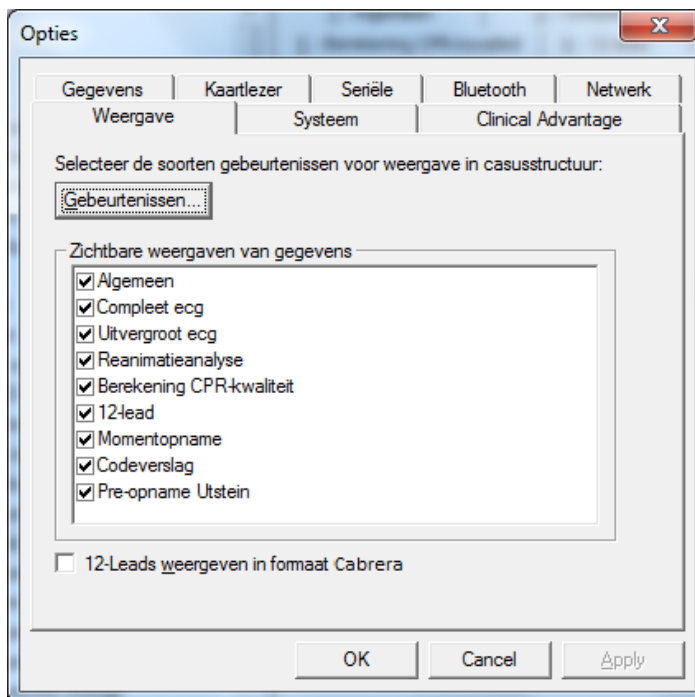 Opties
Gegevens Kaartlezer Seriële Bluetooth Netwerk
Weergave Systeem Clinical Advantage
Selecteer de soorten gebeurtenissen voor weergave in casusstructuur:
Gebeurtenissen...
Zichtbare weergaven van gegevens
Algemeen
Compleet ecg
Uitvergroot ecg
Reanimatieanalyse
Berekening CPR-kwaliteit
12-lead
Momentopname
Codeverslag
Pre-opname Utstein
12-Leads weergeven in formaat Cabrera
OK Cancel Apply